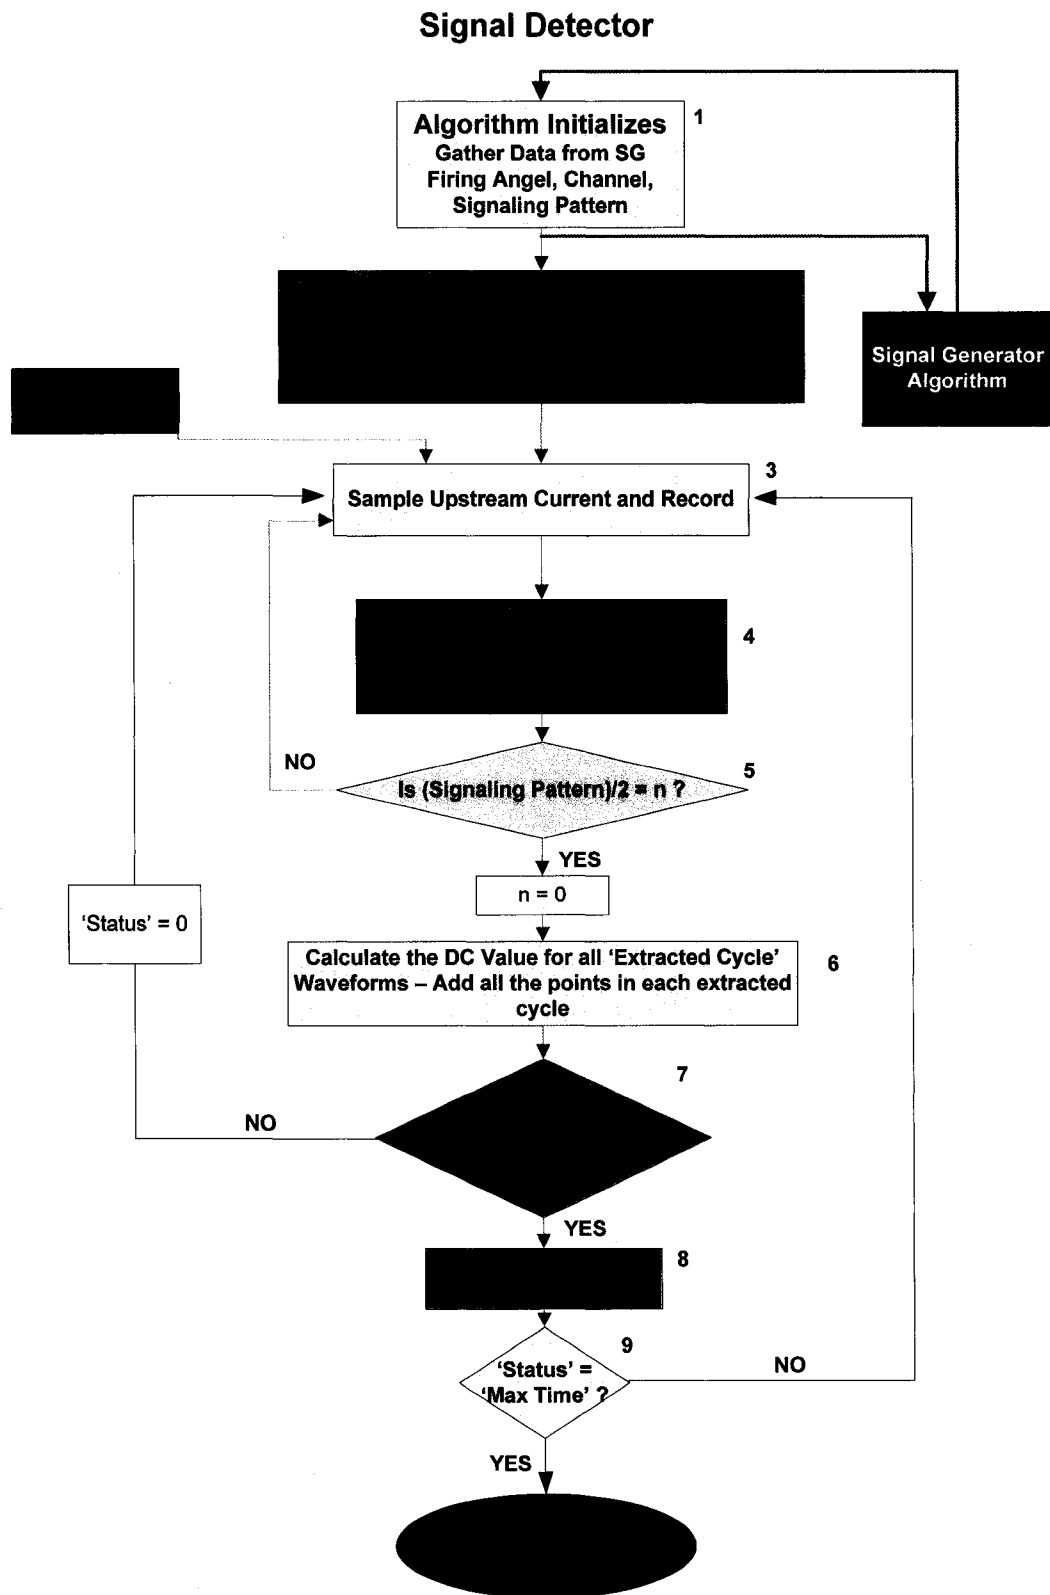 Signal Detector
1
Algorithm Initializes
Gather Data from SG
Firing Angel, Channel,
Signaling Pattern
Signal Generator
Algorithm
3
Sample Upstream Current and Record
4
NO
5
Is (Signaling Pattern)/2 = n ?
YES
n = 0
'Status' = 0
Calculate the DC Value for all 'Extracted Cycle'
Waveforms – Add all the points in each extracted
cycle
6
7
NO
YES
8
9
'Status' =
'Max Time' ?
NO
YES